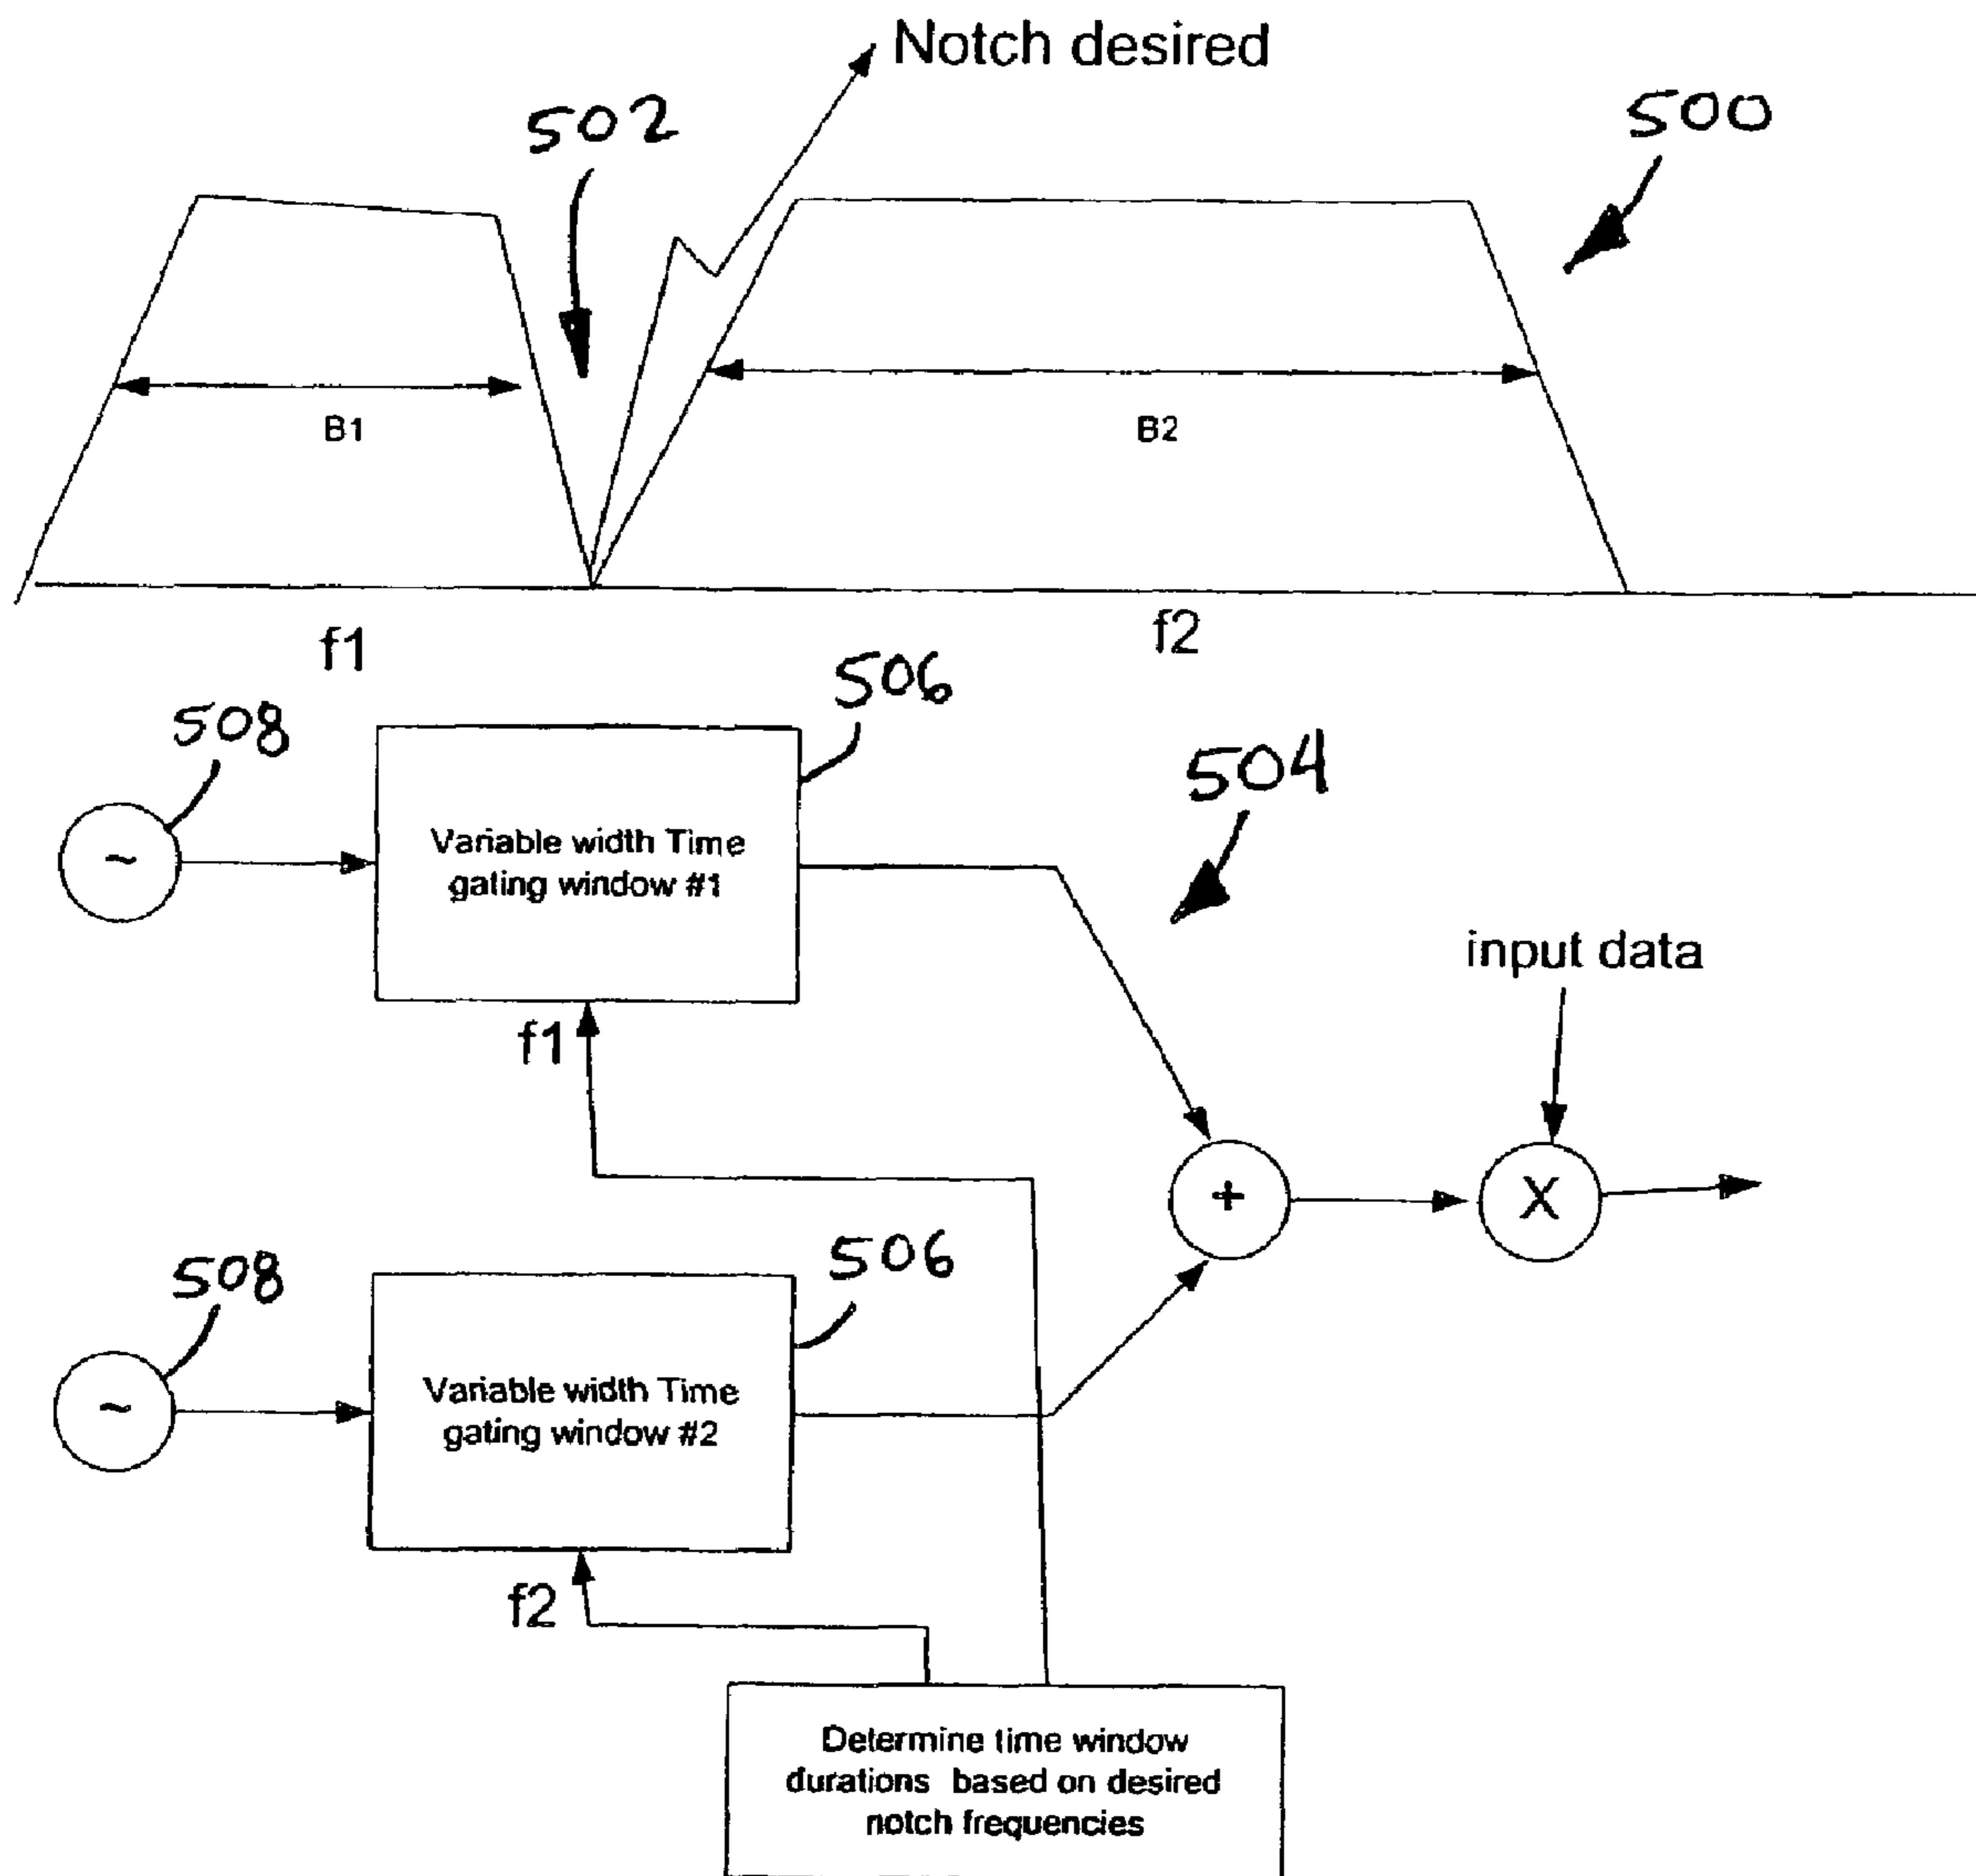 Notch desired
502
500
B1
B2
f1
f2
506
508
~
Variable width Time
gating window #1
504
input data
f1
+
X
508
506
~
Variable width Time
gating window #2
f2
Determine time window
durations based on desired
notch frequencies